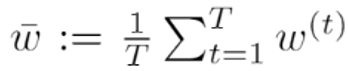 w̄ := 1/T ∑_{t=1}^{T} w^{(t)}